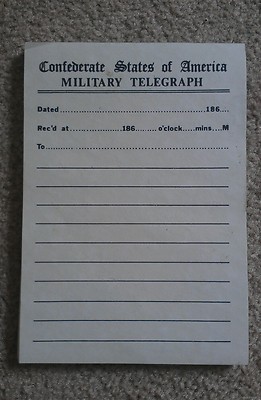 Confederate States of America
MILITARY TELEGRAPH
Dated..................................................186....
Rec'd at...................186........o'clock.....mins....M
To......................................................